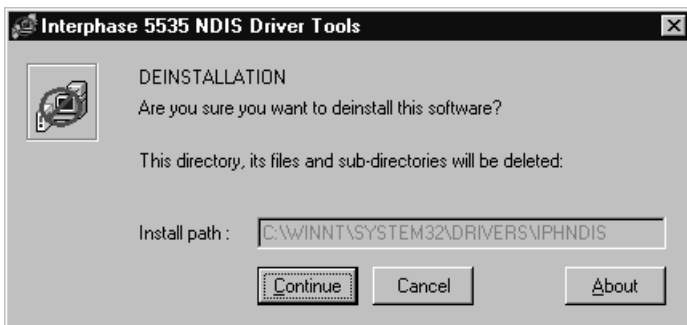 Interphase 5535 NDIS Driver Tools
DEINSTALLATION
Are you sure you want to deinstall this software?
This directory, its files and sub-directories will be deleted:
Install path :
C:\WINNT\SYSTEM32\DRIVERS\IPHNDIS
Continue
Cancel
About